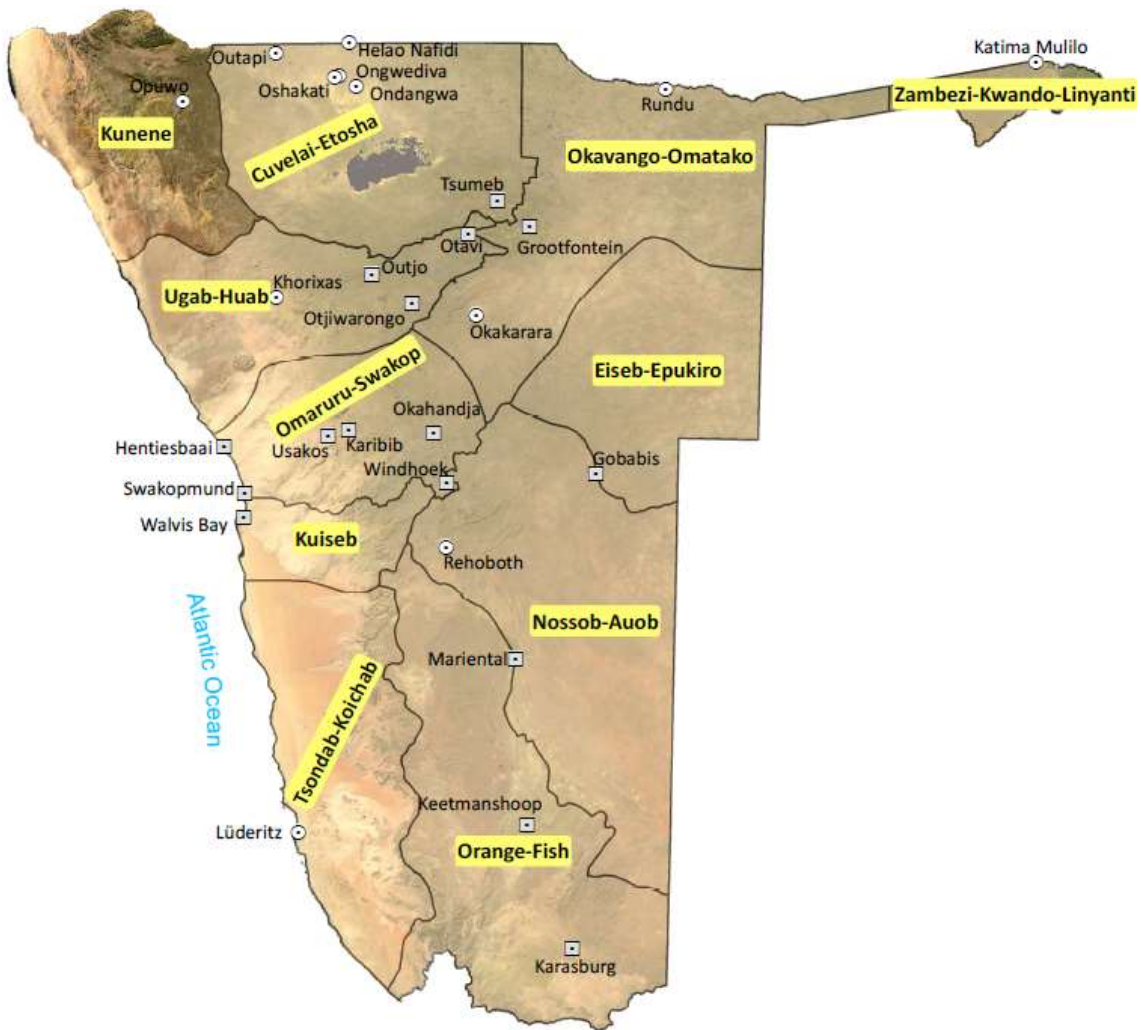 Helao Nafidi
Outapi
Katima Mulilo
Ongwediva
Oshakati
Ondangwa
Opuwo
Rundu
Zambezi-Kwando-Linyanti
Kunene
Cuvelai-Etosha
Okavango-Omatako
Tsumeb
Otavi
Grootfontein
Outjo
Khorixas
Ugab-Huab
Otjiwarongo
Okakarara
Eiseb-Epukiro
Omaruru-Swakop
Okahandja
Hentiesbaai
Usakos
Karibib
Gobabis
Windhoek
Swakopmund
Walvis Bay
Kuiseb
Rehoboth
Nossob-Auob
Atlantic Ocean
Mariental
Tsondab-Koichab
Keetmanshoop
Lüderitz
Orange-Fish
Karasburg